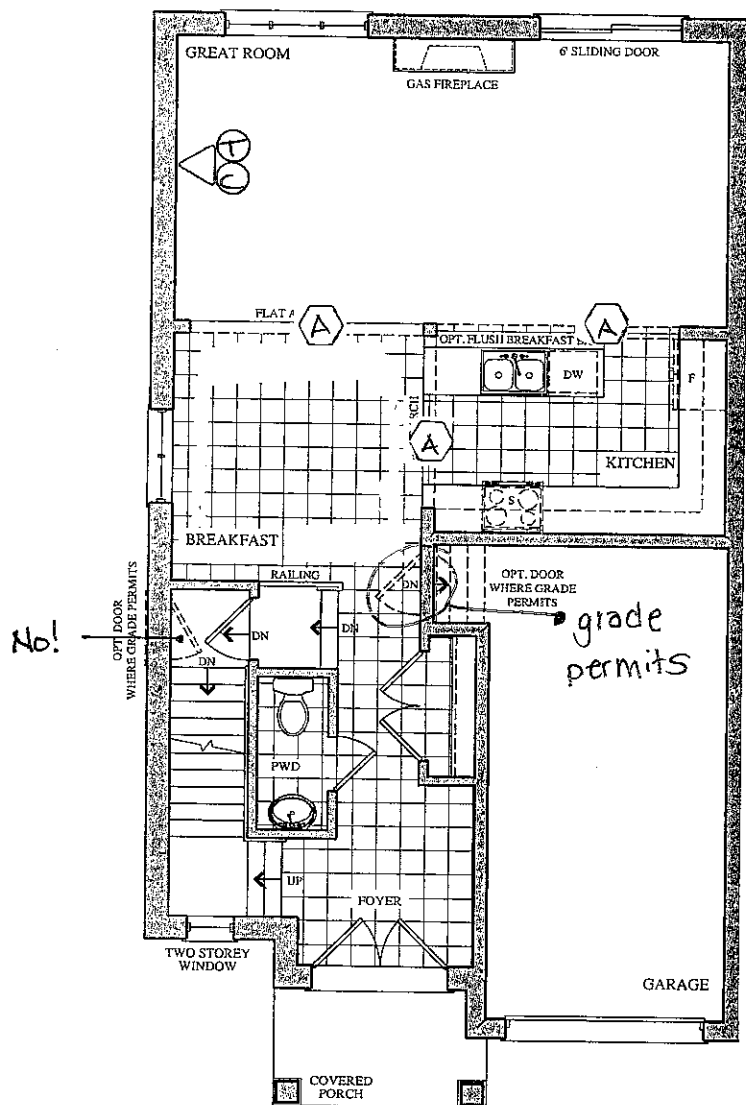 GREAT ROOM
6' SLIDING DOOR
GAS FIREPLACE
T
FLAT A
A
A
OPT. FLUSH BREAKFAST
DW
F
A
KITCHEN
S
BREAKFAST
RAILING
DN
OPT. DOOR
WHERE GRADE
PERMITS
grade
permits
No!
OPT. DOOR
WHERE GRADE PERMITS
DN
DN
DN
PWD
UP
FOYER
TWO STOREY
WINDOW
GARAGE
COVERED
PORCH